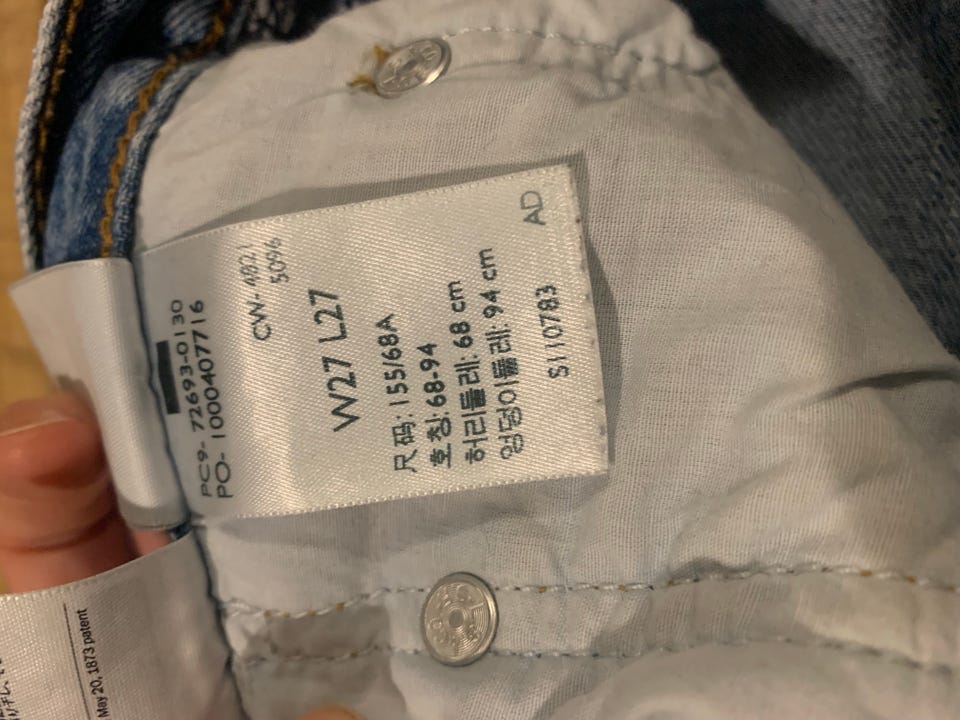 PC9- 72693-0130
PO- 1000407716
CW- 4821
5096
W27 L27
尺码: 155/68A
호칭: 68-94
허리둘레: 68 cm
엉덩이둘레: 94 cm
S110783
AD
May 20, 1873 patent